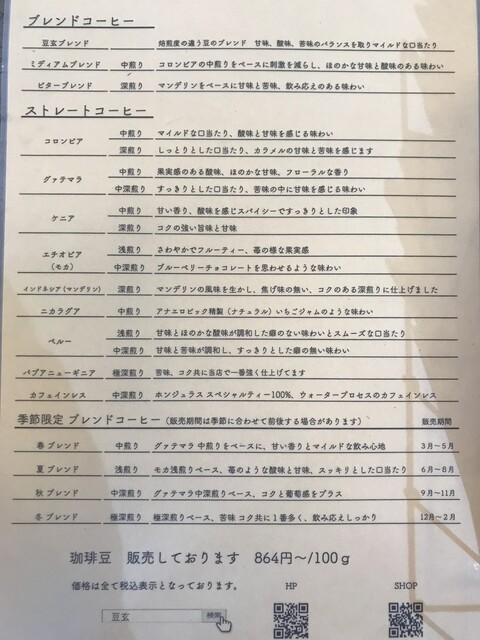 ブレンドコーヒー
豆玄ブレンド 焙煎度の違う豆のブレンド 甘味、酸味、苦味のバランスを取りマイルドな口当たり
ミディアムブレンド 中煎り コロンビアの中煎りをベースに刺激を減らし、ほのかな甘味と酸味のある味わい
ビターブレンド 深煎り マンデリンをベースに甘味と苦味、飲み応えのある味わい
ストレートコーヒー
コロンビア 中煎り マイルドな口当たり、酸味と甘味を感じる味わい
深煎り しっとりとした口当たり、カラメルの甘味と苦味を感じます
グァテマラ 中煎り 果実感のある酸味、ほのかな甘味、フローラルな香り
中深煎り すっきりとした口当たり、苦味の中に甘味を感じる味わい
ケニア 中煎り 甘い香り、酸味を感じスパイシーですっきりとした印象
深煎り コクの強い旨味と甘味
エチオピア（モカ） 浅煎り さわやかでフルーティー、苺の様な果実感
中深煎り ブルーベリーチョコレートを思わせるような味わい
インドネシア（マンデリン） 深煎り マンデリンの風味を生かし、焦げ味の無い、コクのある深煎りに仕上げました
ニカラグア 中煎り アナエロビック精製（ナチュラル）いちごジャムのような味わい
ペルー 浅煎り 甘味とほのかな酸味が調和した癖のない味わいとスムーズな口当たり
中深煎り 甘味と苦味が調和し、すっきりとした癖の無い味わい
パプアニューギニア 極深煎り 苦味、コク共に当店で一番強く仕上げてます
カフェインレス 中深煎り ホンジュラス スペシャルティー100%、ウォータープロセスのカフェインレス
季節限定 ブレンドコーヒー（販売期間は季節に合わせて前後する場合があります） 販売期間
春 ブレンド 中煎り グァテマラ 中煎りをベースに、甘い香りとマイルドな飲み心地 3月～5月
夏 ブレンド 浅煎り モカ浅煎りベース、苺のような酸味と甘味、スッキリとした口当たり 6月～8月
秋 ブレンド 中深煎り グァテマラ中深煎りベース、コクと葡萄感をプラス 9月～11月
冬 ブレンド 極深煎り 極深煎りベース、苦味 コク共に１番多く、飲み応えしっかり 12月～2月
珈琲豆 販売しております 864円～/100ｇ
価格は全て税込表示となっております。 HP SHOP
豆玄 検索